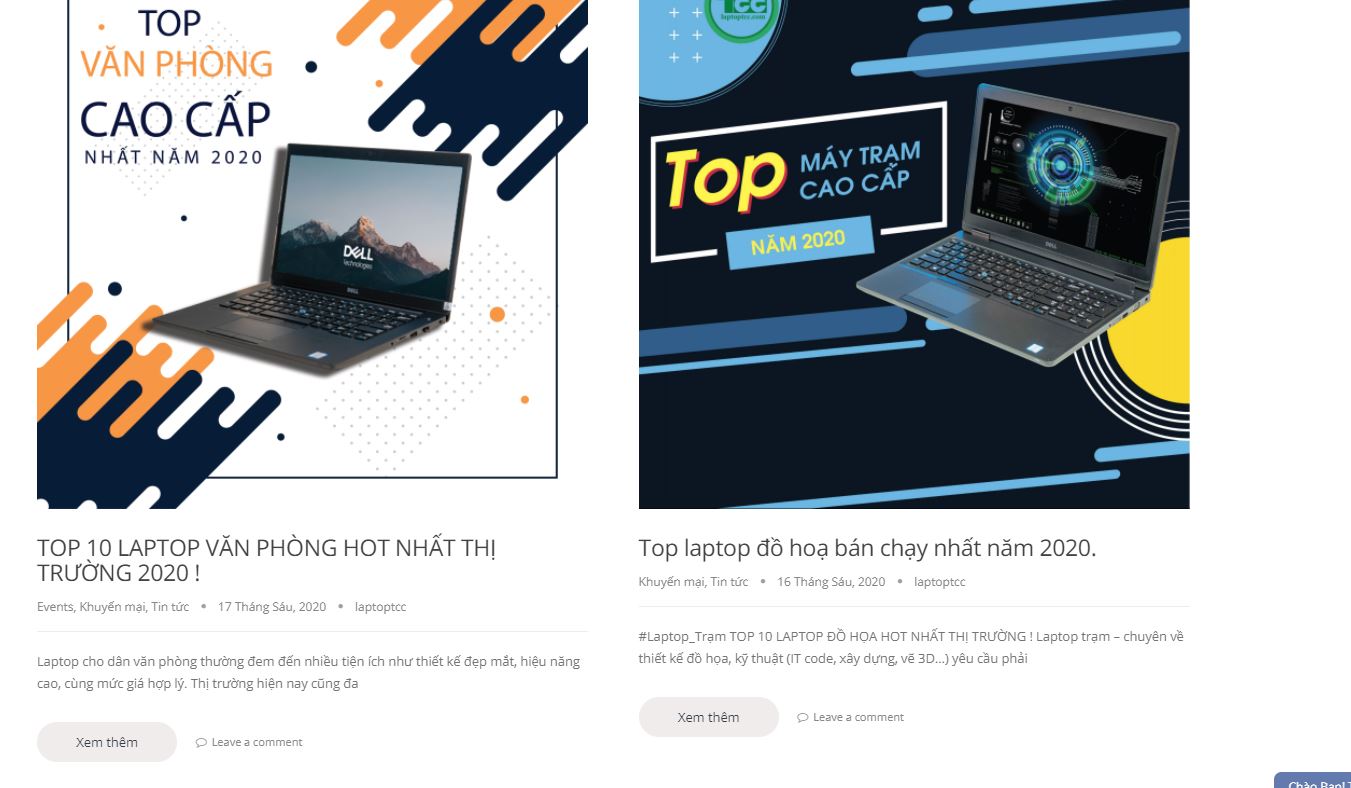 TOP
VĂN PHÒNG
CAO CẤP
NHẤT NĂM 2020
DELL
Technologies
DELL
TOP 10 LAPTOP VĂN PHÒNG HOT NHẤT THỊ
TRƯỜNG 2020 !
Events, Khuyến mại, Tin tức • 17 Tháng Sáu, 2020 • laptoptcc
Laptop cho dân văn phòng thường đem đến nhiều tiện ích như thiết kế đẹp mắt, hiệu năng
cao, cùng mức giá hợp lý. Thị trường hiện nay cũng đa
Xem thêm
Leave a comment
TCC
laptoptcc.com
Top
MÁY TRẠM
CAO CẤP
NĂM 2020
DELL
Top laptop đồ hoạ bán chạy nhất năm 2020.
Khuyến mại, Tin tức • 16 Tháng Sáu, 2020 • laptoptcc
#Laptop_Trạm TOP 10 LAPTOP ĐỒ HỌA HOT NHẤT THỊ TRƯỜNG ! Laptop trạm – chuyên về
thiết kế đồ họa, kỹ thuật (IT code, xây dựng, vẽ 3D…) yêu cầu phải
Xem thêm
Leave a comment
Chào Bạn!